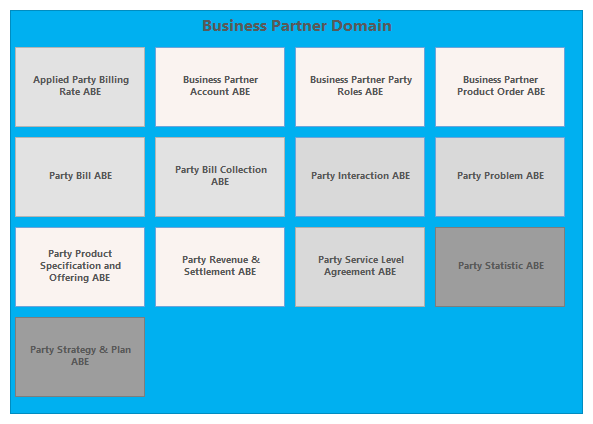 Business Partner Domain
Applied Party Billing
Rate ABE
Business Partner
Account ABE
Business Partner Party
Roles ABE
Business Partner
Product Order ABE
Party Bill ABE
Party Bill Collection
ABE
Party Interaction ABE
Party Problem ABE
Party Product
Specification and
Offering ABE
Party Revenue &
Settlement ABE
Party Service Level
Agreement ABE
Party Statistic ABE
Party Strategy & Plan
ABE